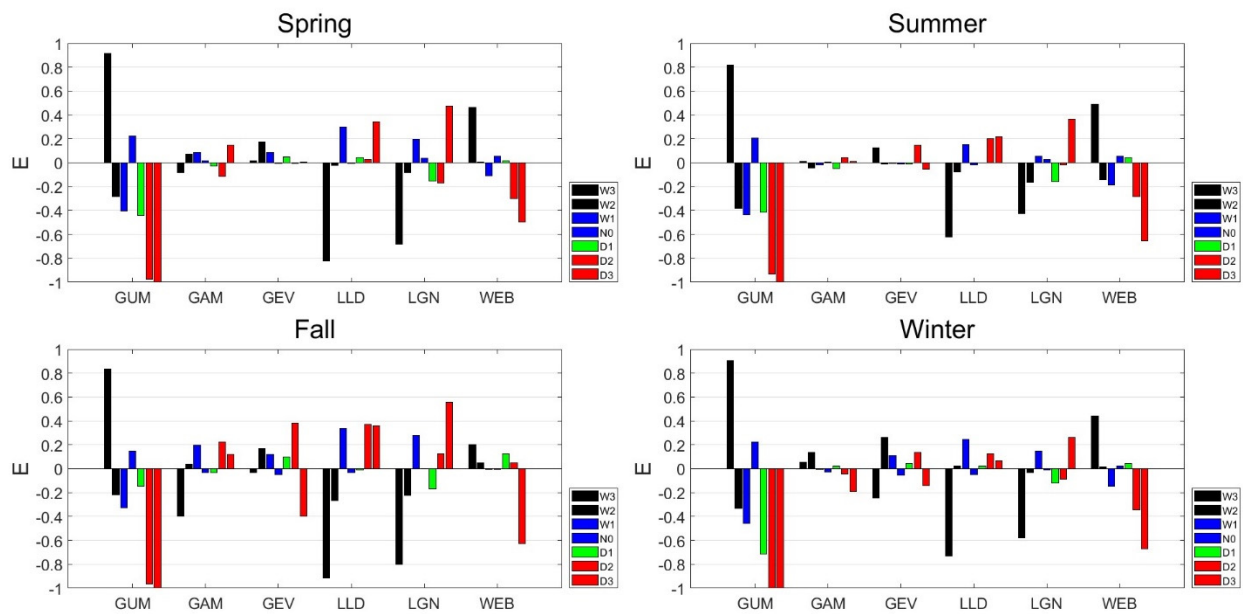 Spring
1
0.8
0.6
0.4
0.2
0
-0.2
-0.4
-0.6
-0.8
-1
E
GUM GAM GEV LLD LGN WEB
W3
W2
W1
N0
D1
D2
D3
Summer
1
0.8
0.6
0.4
0.2
0
-0.2
-0.4
-0.6
-0.8
-1
E
GUM GAM GEV LLD LGN WEB
W3
W2
W1
N0
D1
D2
D3
Fall
1
0.8
0.6
0.4
0.2
0
-0.2
-0.4
-0.6
-0.8
-1
E
GUM GAM GEV LLD LGN WEB
W3
W2
W1
N0
D1
D2
D3
Winter
1
0.8
0.6
0.4
0.2
0
-0.2
-0.4
-0.6
-0.8
-1
E
GUM GAM GEV LLD LGN WEB
W3
W2
W1
N0
D1
D2
D3